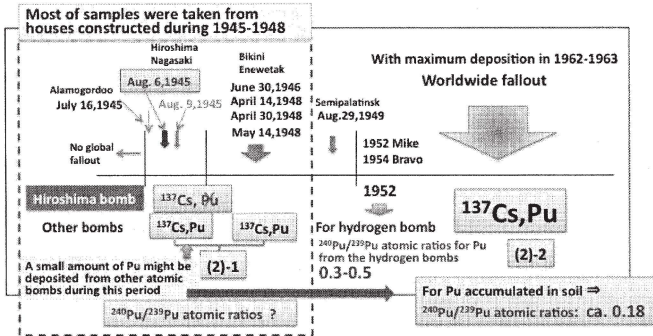 Most of samples were taken from
houses constructed during 1945-1948
Hiroshima
Nagasaki
Aug. 6,1945
Alamogordoo
July 16,1945
Aug. 9,1945
Bikini
Enewetak
June 30,1946
April 14,1948
April 30,1948
May 14,1948
No global
fallout
With maximum deposition in 1962-1963
Worldwide fallout
Semipalatinsk
Aug.29,1949
1952 Mike
1954 Bravo
Hiroshima bomb
¹³⁷Cs, Pu
Other bombs
¹³⁷Cs,Pu
¹³⁷Cs,Pu
(2)-1
A small amount of Pu might be
deposited from other atomic
bombs during this period
²⁴⁰Pu/²³⁹Pu atomic ratios ?
1952
For hydrogen bomb
²⁴⁰Pu/²³⁹Pu atomic ratios for Pu
from the hydrogen bombs
0.3-0.5
¹³⁷Cs,Pu
(2)-2
For Pu accumulated in soil ⇒
²⁴⁰Pu/²³⁹Pu atomic ratios: ca. 0.18